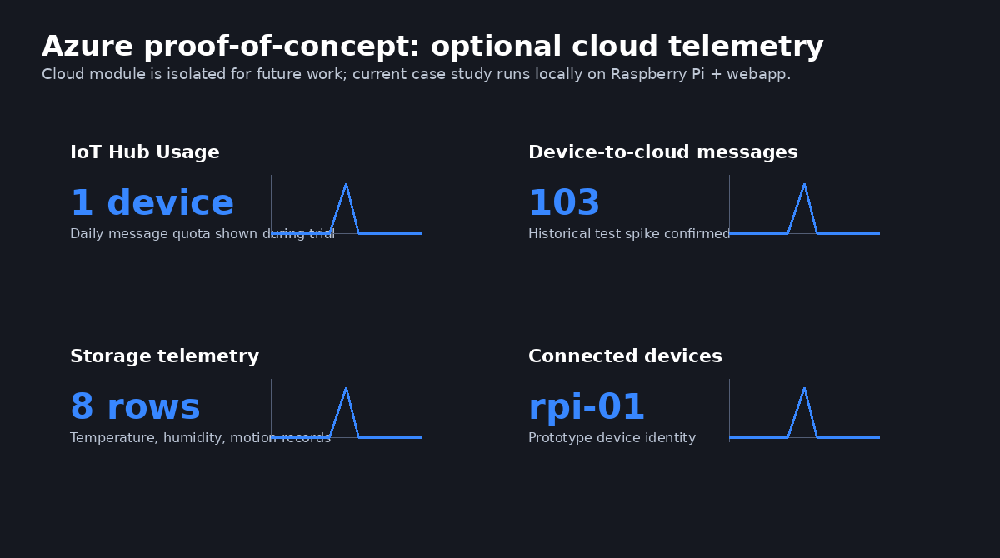 Azure proof-of-concept: optional cloud telemetry
Cloud module is isolated for future work; current case study runs locally on Raspberry Pi + webapp.
IoT Hub Usage
1 device
Daily message quota shown during trial
Device-to-cloud messages
103
Historical test spike confirmed
Storage telemetry
8 rows
Temperature, humidity, motion records
Connected devices
rpi-01
Prototype device identity